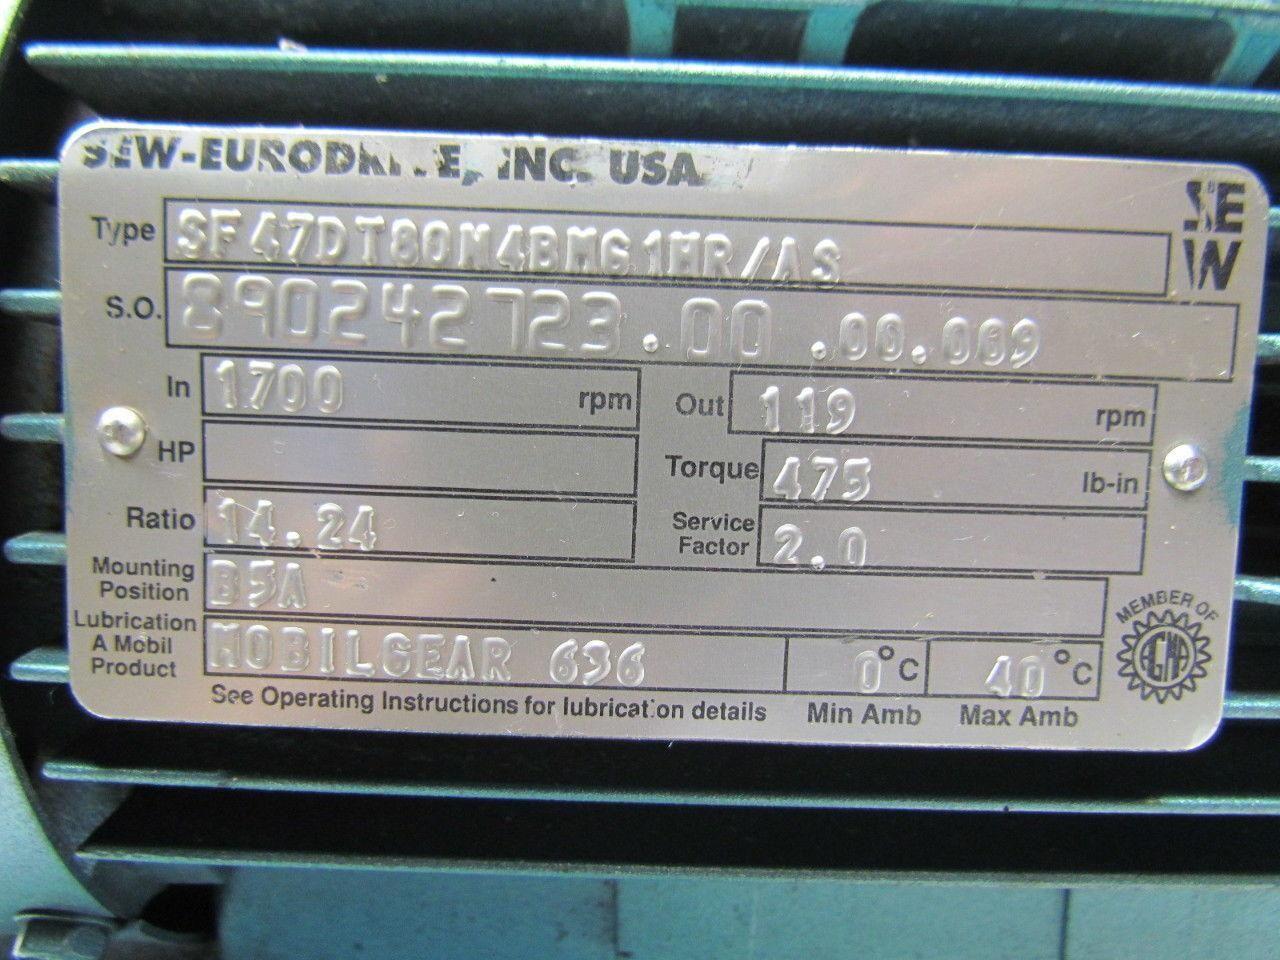 SEW-EURODRIVE, INC. USA
SEW
Type SF47DT80N4BMG1HR/AS
S.O. 890242723.00.00.009
In 1700 rpm Out 119 rpm
HP
Torque 475 lb-in
Ratio 14.24
Service Factor 2.0
Mounting Position B5A
Lubrication A Mobil Product MOBILGEAR 636 0°C 40°C
See Operating Instructions for lubrication details Min Amb Max Amb
MEMBER OF AGMA